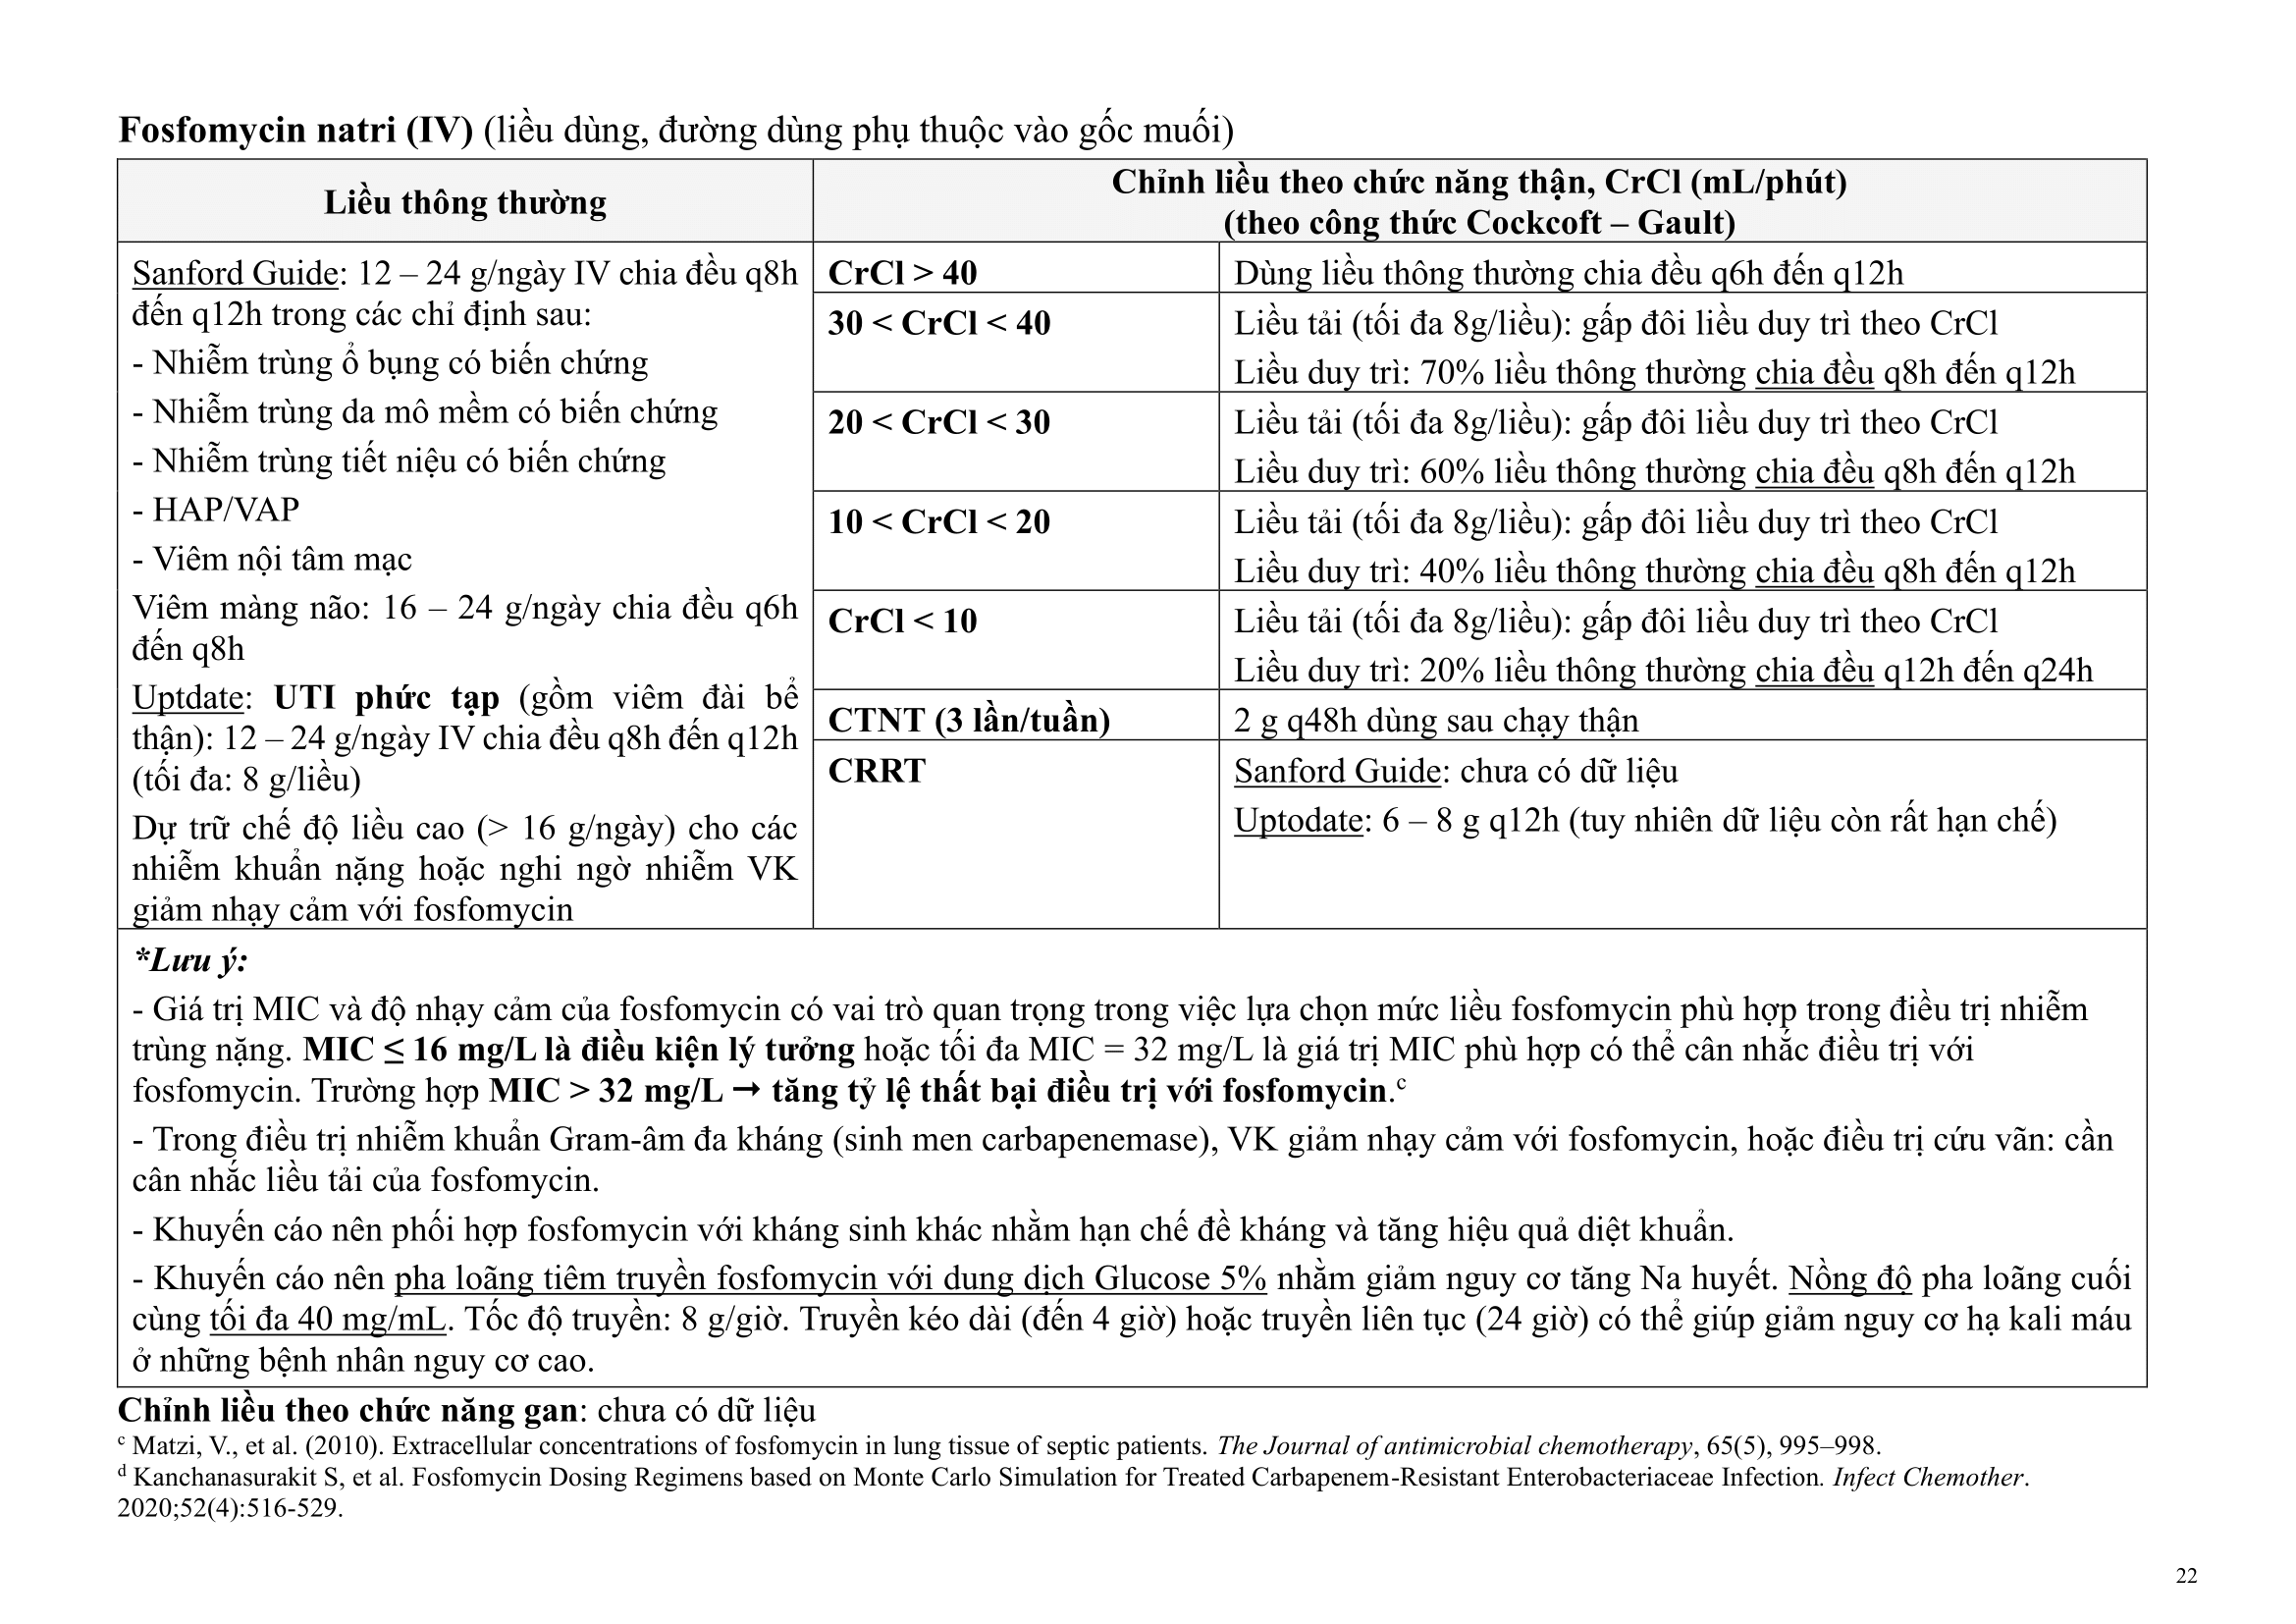 Fosfomycin natri (IV) (liều dùng, đường dùng phụ thuộc vào gốc muối)
Liều thông thường
Chỉnh liều theo chức năng thận, CrCl (mL/phút)
(theo công thức Cockcoft – Gault)
Sanford Guide: 12 – 24 g/ngày IV chia đều q8h
đến q12h trong các chỉ định sau:
- Nhiễm trùng ổ bụng có biến chứng
- Nhiễm trùng da mô mềm có biến chứng
- Nhiễm trùng tiết niệu có biến chứng
- HAP/VAP
- Viêm nội tâm mạc
Viêm màng não: 16 – 24 g/ngày chia đều q6h
đến q8h
Uptdate: UTI phức tạp (gồm viêm đài bể
thận): 12 – 24 g/ngày IV chia đều q8h đến q12h
(tối đa: 8 g/liều)
Dự trữ chế độ liều cao (> 16 g/ngày) cho các
nhiễm khuẩn nặng hoặc nghi ngờ nhiễm VK
giảm nhạy cảm với fosfomycin
CrCl > 40
Dùng liều thông thường chia đều q6h đến q12h
30 < CrCl < 40
Liều tải (tối đa 8g/liều): gấp đôi liều duy trì theo CrCl
Liều duy trì: 70% liều thông thường chia đều q8h đến q12h
20 < CrCl < 30
Liều tải (tối đa 8g/liều): gấp đôi liều duy trì theo CrCl
Liều duy trì: 60% liều thông thường chia đều q8h đến q12h
10 < CrCl < 20
Liều tải (tối đa 8g/liều): gấp đôi liều duy trì theo CrCl
Liều duy trì: 40% liều thông thường chia đều q8h đến q12h
CrCl < 10
Liều tải (tối đa 8g/liều): gấp đôi liều duy trì theo CrCl
Liều duy trì: 20% liều thông thường chia đều q12h đến q24h
CTNT (3 lần/tuần)
2 g q48h dùng sau chạy thận
CRRT
Sanford Guide: chưa có dữ liệu
Uptodate: 6 – 8 g q12h (tuy nhiên dữ liệu còn rất hạn chế)
*Lưu ý:
- Giá trị MIC và độ nhạy cảm của fosfomycin có vai trò quan trọng trong việc lựa chọn mức liều fosfomycin phù hợp trong điều trị nhiễm
trùng nặng. MIC ≤ 16 mg/L là điều kiện lý tưởng hoặc tối đa MIC = 32 mg/L là giá trị MIC phù hợp có thể cân nhắc điều trị với
fosfomycin. Trường hợp MIC > 32 mg/L → tăng tỷ lệ thất bại điều trị với fosfomycin.c
- Trong điều trị nhiễm khuẩn Gram-âm đa kháng (sinh men carbapenemase), VK giảm nhạy cảm với fosfomycin, hoặc điều trị cứu vãn: cần
cân nhắc liều tải của fosfomycin.
- Khuyến cáo nên phối hợp fosfomycin với kháng sinh khác nhằm hạn chế đề kháng và tăng hiệu quả diệt khuẩn.
- Khuyến cáo nên pha loãng tiêm truyền fosfomycin với dung dịch Glucose 5% nhằm giảm nguy cơ tăng Na huyết. Nồng độ pha loãng cuối
cùng tối đa 40 mg/mL. Tốc độ truyền: 8 g/giờ. Truyền kéo dài (đến 4 giờ) hoặc truyền liên tục (24 giờ) có thể giúp giảm nguy cơ hạ kali máu
ở những bệnh nhân nguy cơ cao.
Chỉnh liều theo chức năng gan: chưa có dữ liệu
c Matzi, V., et al. (2010). Extracellular concentrations of fosfomycin in lung tissue of septic patients. The Journal of antimicrobial chemotherapy, 65(5), 995–998.
d Kanchanasurakit S, et al. Fosfomycin Dosing Regimens based on Monte Carlo Simulation for Treated Carbapenem-Resistant Enterobacteriaceae Infection. Infect Chemother.
2020;52(4):516-529.
22